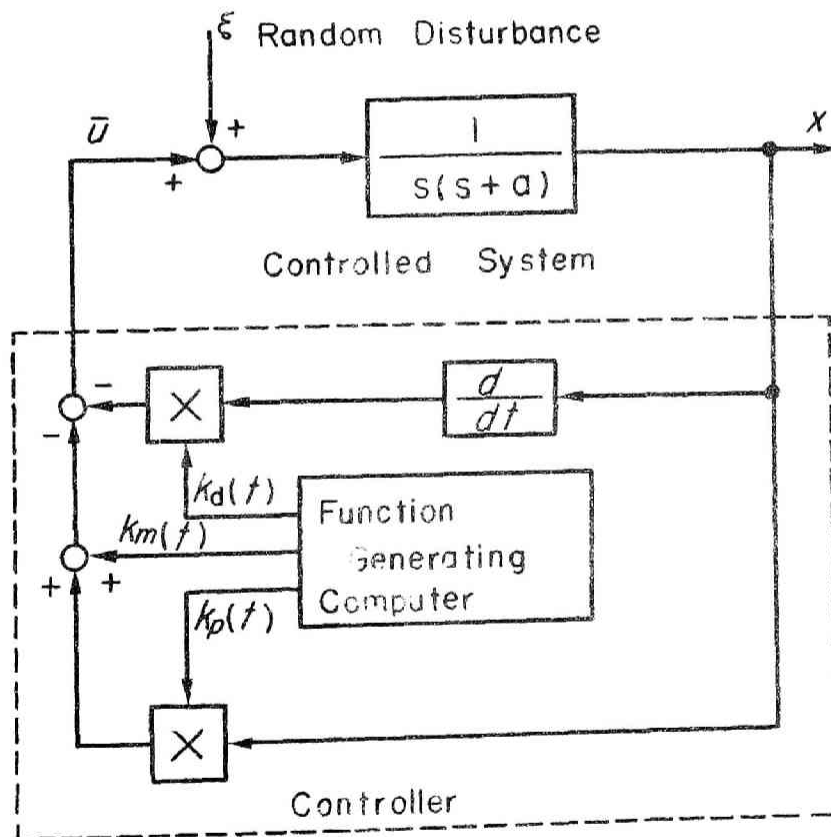 ξ Random Disturbance
ū
+
+
1
s(s+a)
x
Controlled System
-
×
d
dt
-
kd(t)
Function
km(t)
Generating
+
+
Computer
kp(t)
×
Controller